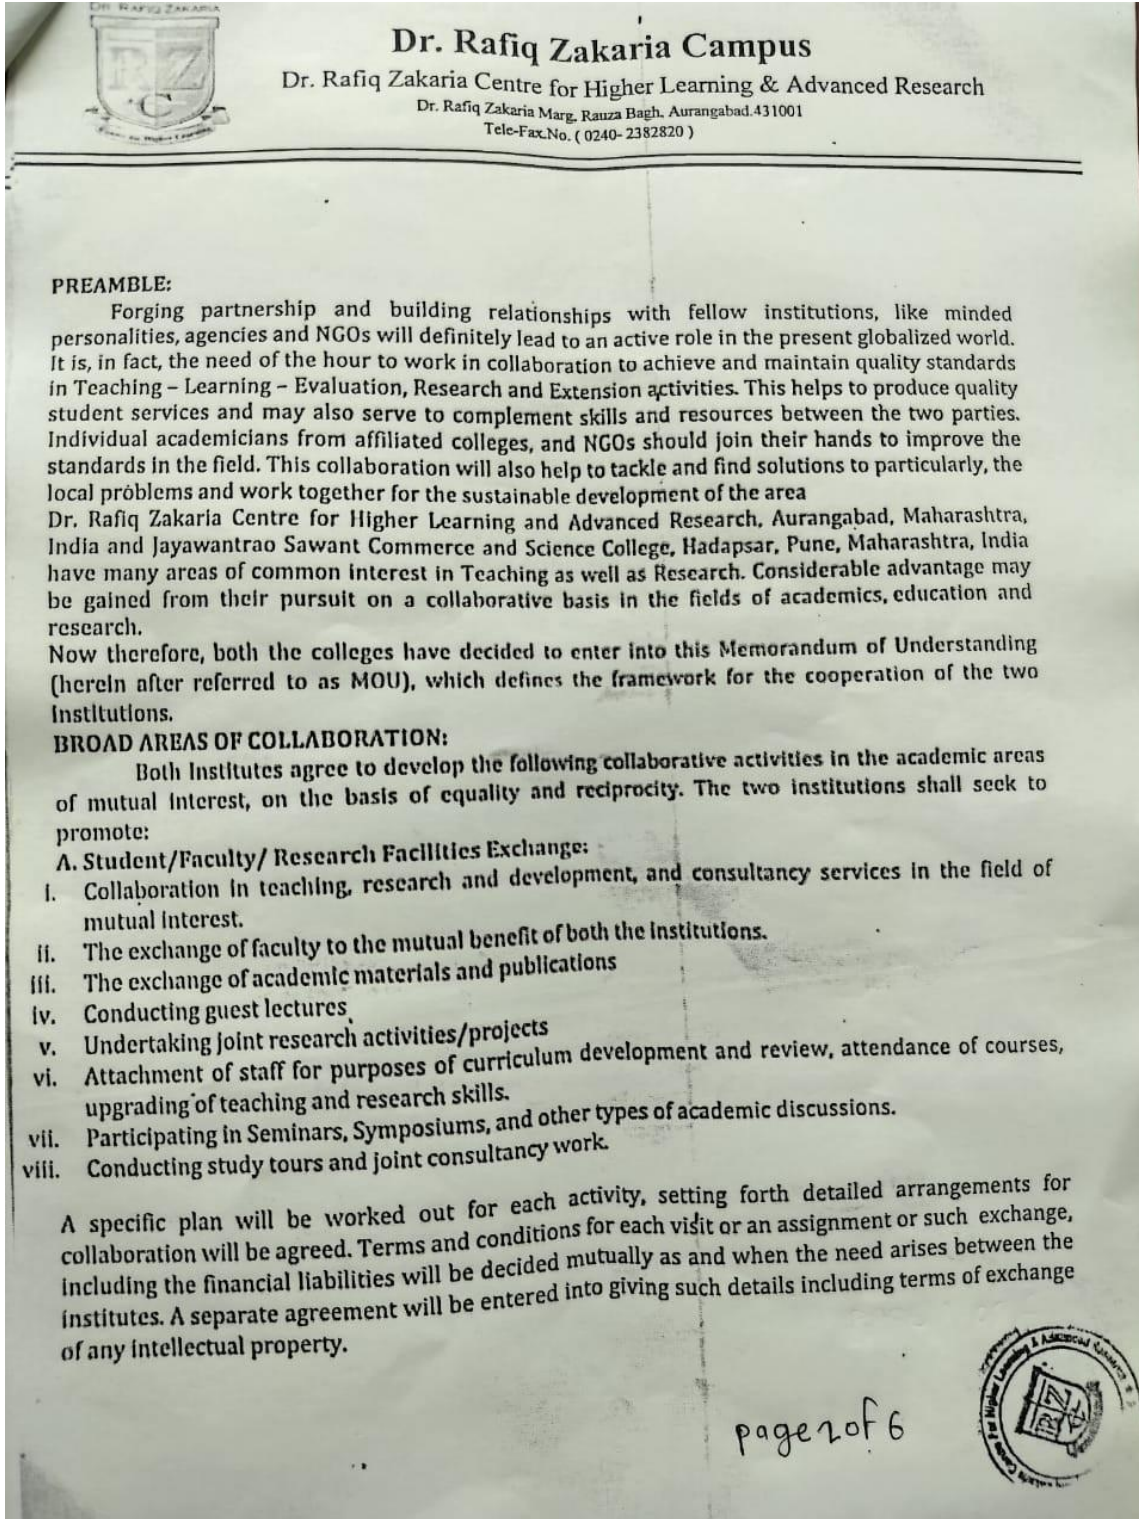 DR RAFIQ ZAKARIA
RZC
Dr. Rafiq Zakaria Campus
Dr. Rafiq Zakaria Centre for Higher Learning & Advanced Research
Dr. Rafiq Zakaria Marg, Rauza Bagh, Aurangabad.431001
Tele-Fax.No. ( 0240- 2382820 )
PREAMBLE:
Forging partnership and building relationships with fellow institutions, like minded
personalities, agencies and NGOs will definitely lead to an active role in the present globalized world.
It is, in fact, the need of the hour to work in collaboration to achieve and maintain quality standards
in Teaching – Learning – Evaluation, Research and Extension activities. This helps to produce quality
student services and may also serve to complement skills and resources between the two parties.
Individual academicians from affiliated colleges, and NGOs should join their hands to improve the
standards in the field. This collaboration will also help to tackle and find solutions to particularly, the
local problems and work together for the sustainable development of the area
Dr. Rafiq Zakaria Centre for Higher Learning and Advanced Research, Aurangabad, Maharashtra,
India and Jayawantrao Sawant Commerce and Science College, Hadapsar, Pune, Maharashtra, India
have many areas of common interest in Teaching as well as Research. Considerable advantage may
be gained from their pursuit on a collaborative basis in the fields of academics, education and
research.
Now therefore, both the colleges have decided to enter into this Memorandum of Understanding
(herein after referred to as MOU), which defines the framework for the cooperation of the two
Institutions.
BROAD AREAS OF COLLABORATION:
Both Institutes agree to develop the following collaborative activities in the academic areas
of mutual Interest, on the basis of equality and reciprocity. The two institutions shall seek to
promote:
A. Student/Faculty/ Research Facilities Exchange:
i. Collaboration in teaching, research and development, and consultancy services in the field of
mutual interest.
ii. The exchange of faculty to the mutual benefit of both the institutions.
iii. The exchange of academic materials and publications
iv. Conducting guest lectures
v. Undertaking joint research activities/projects
vi. Attachment of staff for purposes of curriculum development and review, attendance of courses,
upgrading of teaching and research skills.
vii. Participating in Seminars, Symposiums, and other types of academic discussions.
viii. Conducting study tours and joint consultancy work.
A specific plan will be worked out for each activity, setting forth detailed arrangements for
collaboration will be agreed. Terms and conditions for each visit or an assignment or such exchange,
including the financial liabilities will be decided mutually as and when the need arises between the
institutes. A separate agreement will be entered into giving such details including terms of exchange
of any intellectual property.
page 2 of 6
Centre For Higher Learning & Advanced Research
RZC